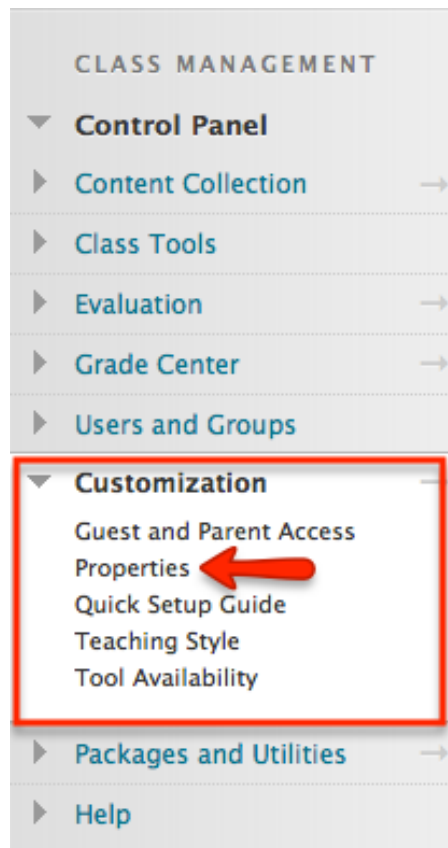 CLASS MANAGEMENT
Control Panel
Content Collection
Class Tools
Evaluation
Grade Center
Users and Groups
Customization
Guest and Parent Access
Properties
Quick Setup Guide
Teaching Style
Tool Availability
Packages and Utilities
Help